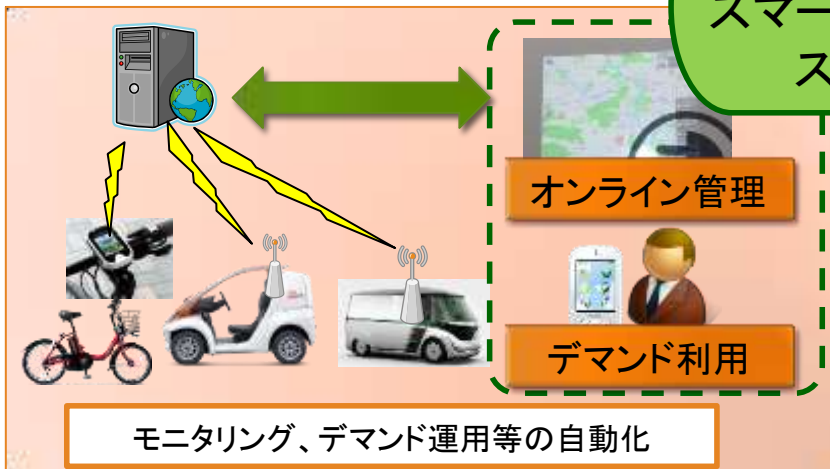 スマー
ス
オンライン管理
デマンド利用
モニタリング、デマンド運用等の自動化